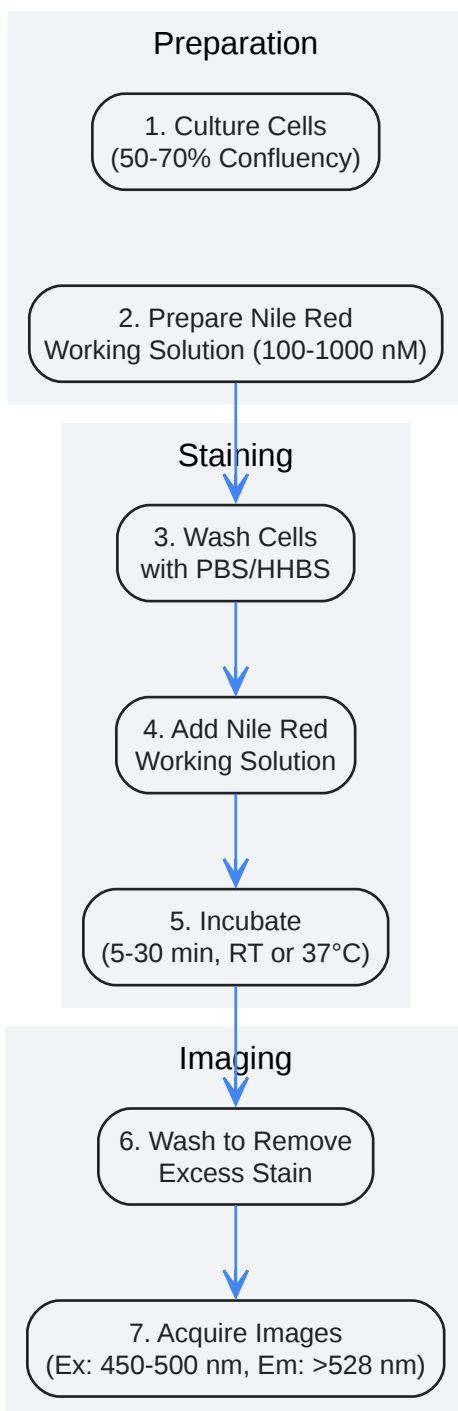 Preparation
1. Culture Cells
(50-70% Confluency)
2. Prepare Nile Red
Working Solution (100-1000 nM)
Staining
3. Wash Cells
with PBS/HHBS
4. Add Nile Red
Working Solution
5. Incubate
(5-30 min, RT or 37°C)
Imaging
6. Wash to Remove
Excess Stain
7. Acquire Images
(Ex: 450-500 nm, Em: >528 nm)